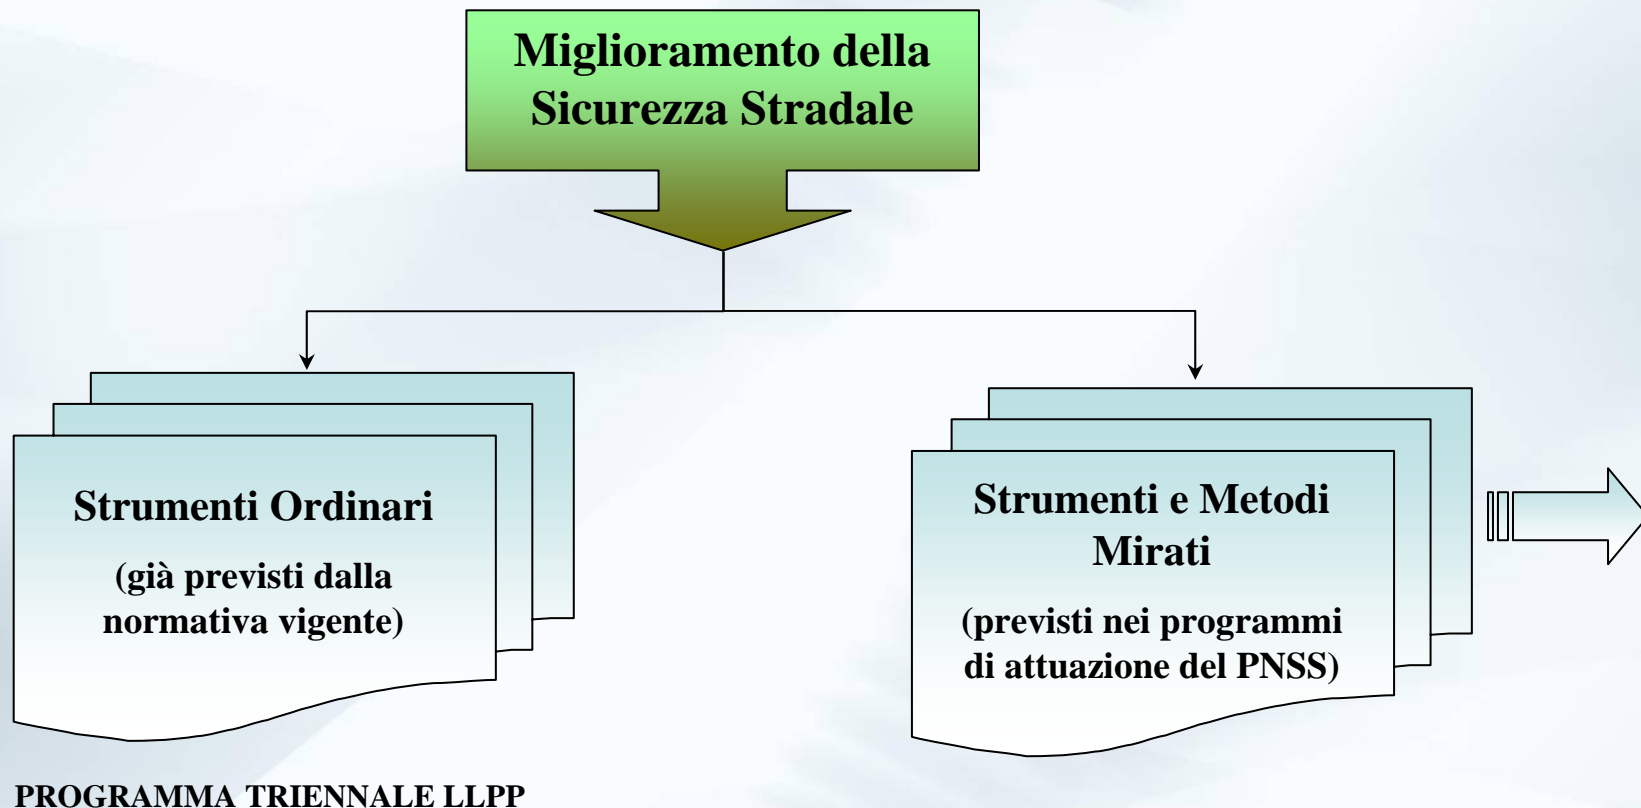 Miglioramento della
Sicurezza Stradale
Strumenti Ordinari
(già previsti dalla
normativa vigente)
Strumenti e Metodi
Mirati
(previsti nei programmi
di attuazione del PNSS)
PROGRAMMA TRIENNALE LLPP